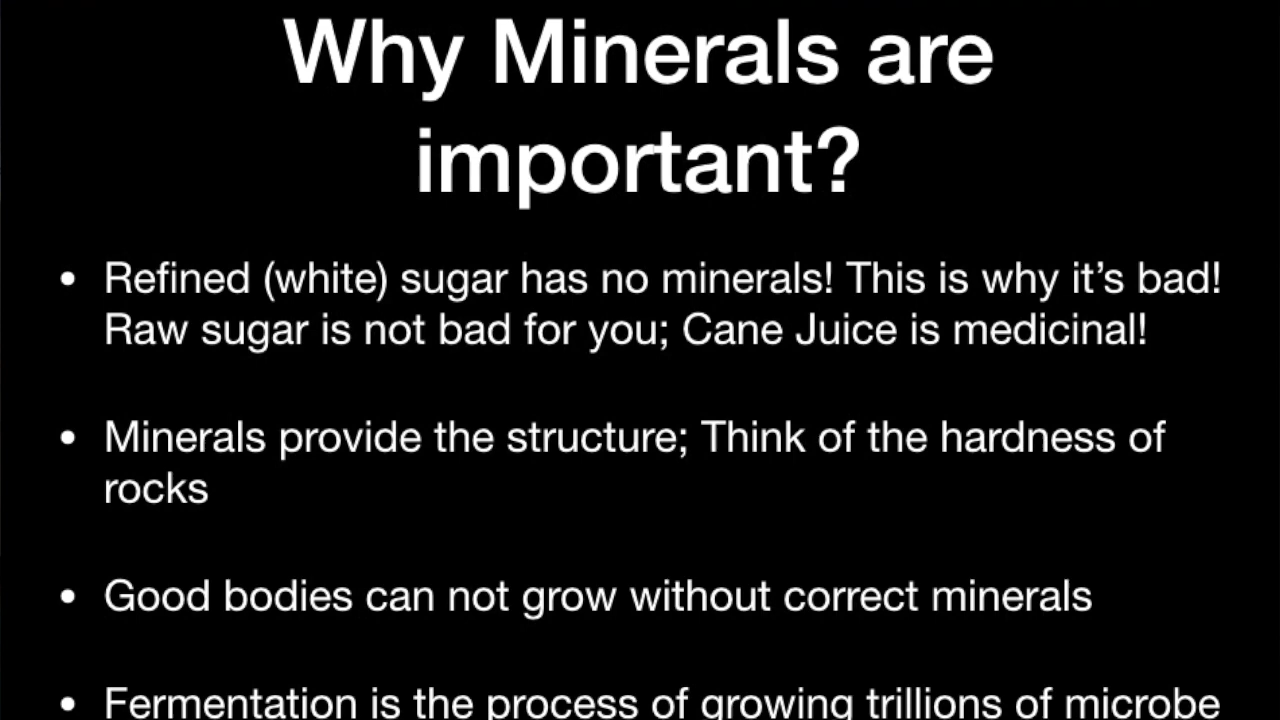 Why Minerals are
important?
• Refined (white) sugar has no minerals! This is why it’s bad!
Raw sugar is not bad for you; Cane Juice is medicinal!
• Minerals provide the structure; Think of the hardness of
rocks
• Good bodies can not grow without correct minerals
• Fermentation is the process of growing trillions of microbe